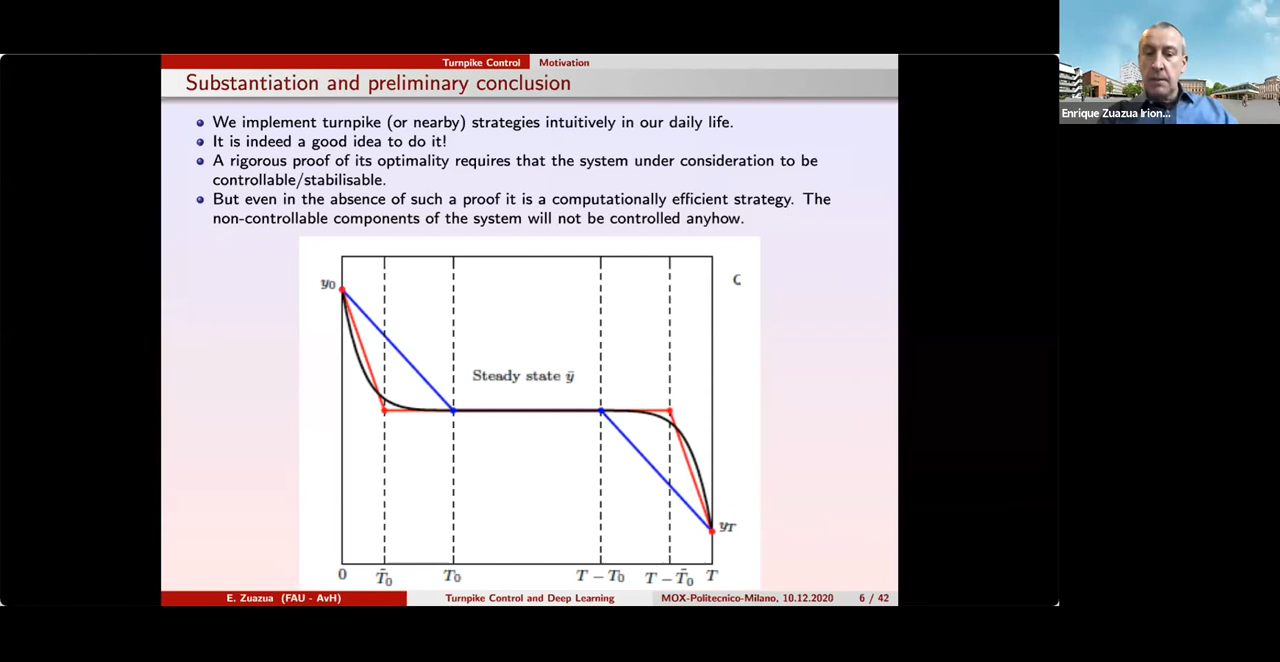 Turnpike Control Motivation
Substantiation and preliminary conclusion
We implement turnpike (or nearby) strategies intuitively in our daily life.
It is indeed a good idea to do it!
A rigorous proof of its optimality requires that the system under consideration to be
controllable/stabilisable.
But even in the absence of such a proof it is a computationally efficient strategy. The
non-controllable components of the system will not be controlled anyhow.
y₀
Steady state ȳ
y_T
0 T̄₀ T₀ T − T₀ T − T̄₀ T
E. Zuazua (FAU - AvH) Turnpike Control and Deep Learning MOX-Politecnico-Milano, 10.12.2020 6 / 42
Enrique Zuazua Irion...